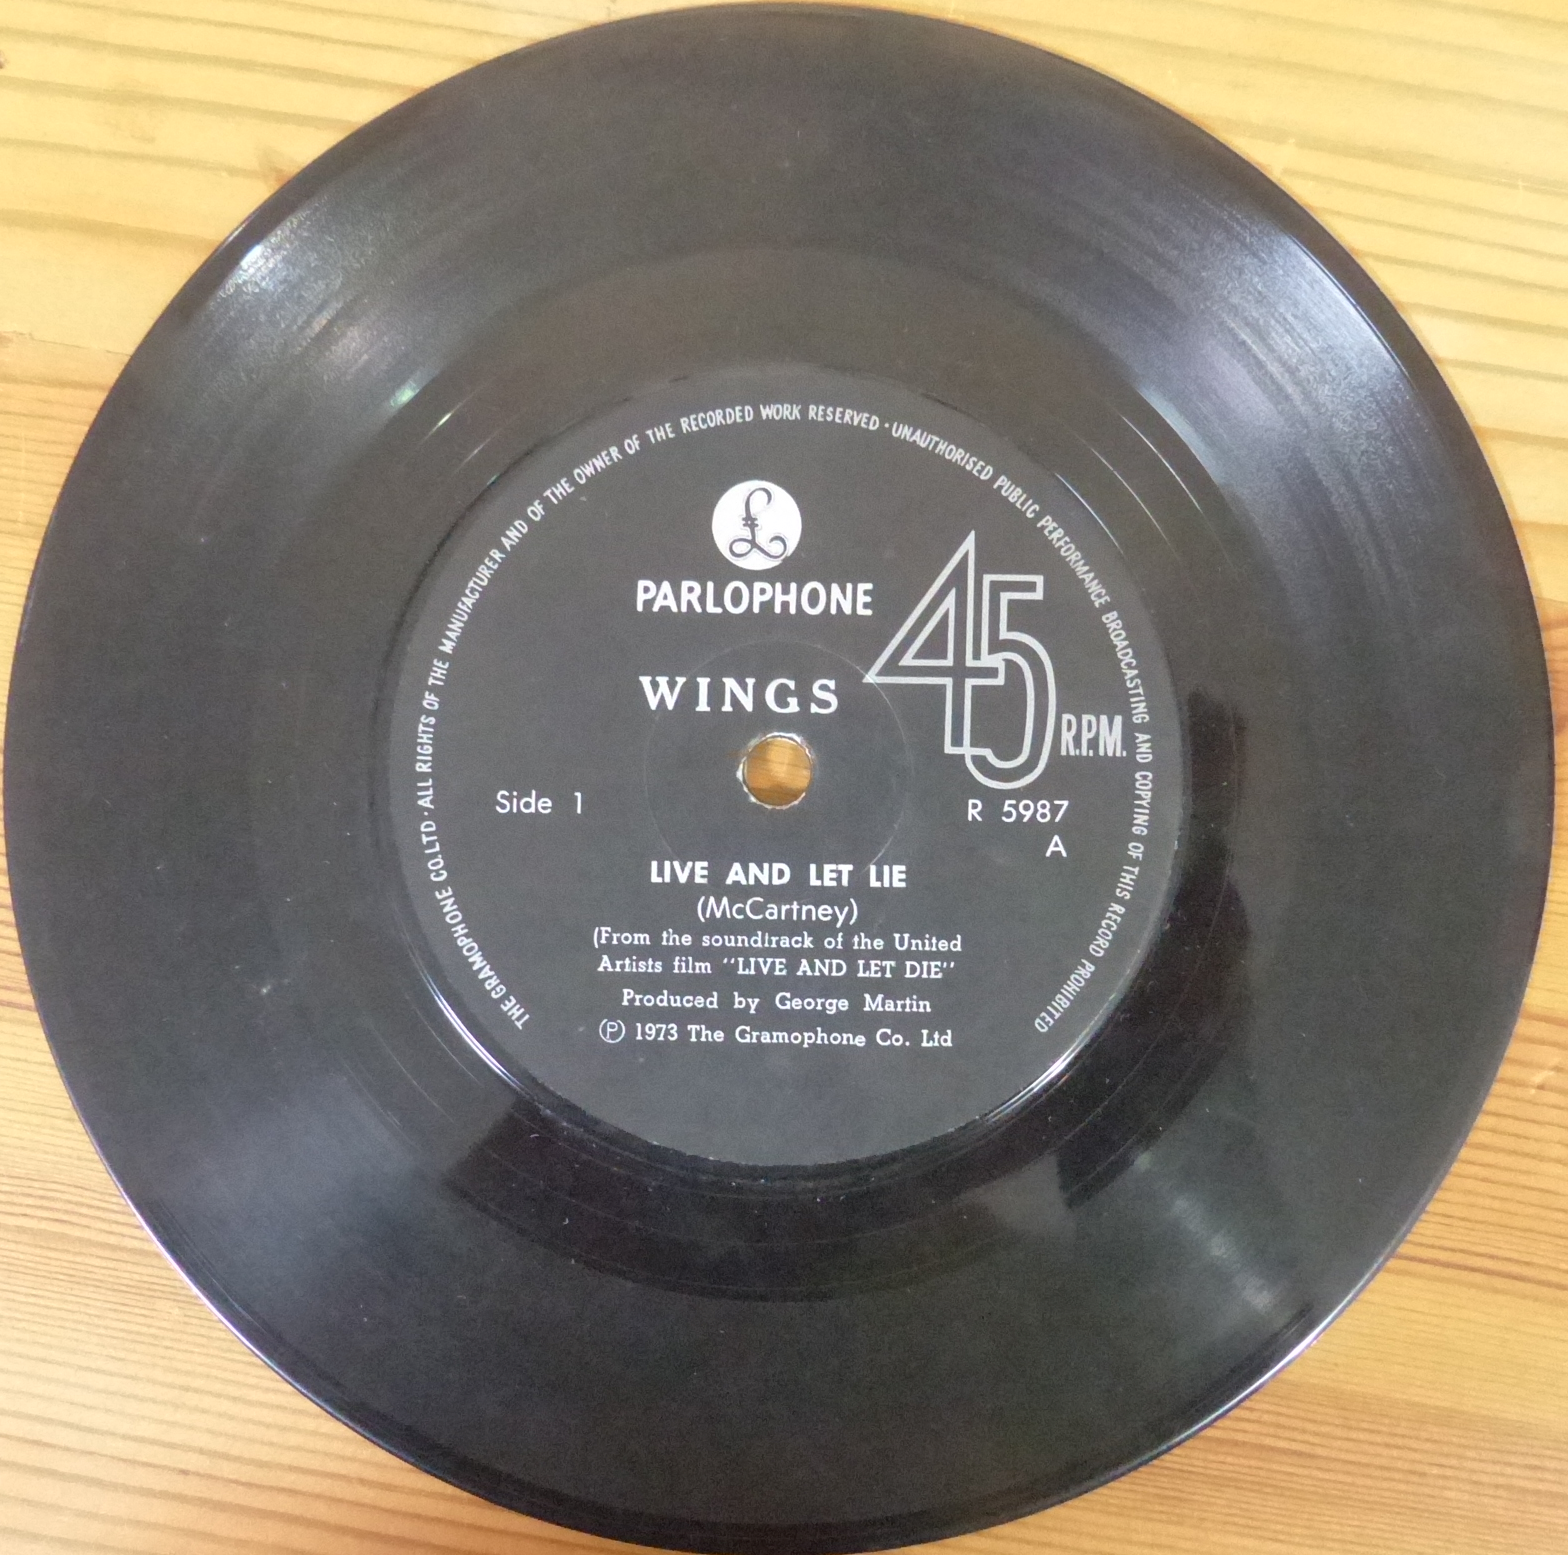 THE GRAMOPHONE CO. LTD · ALL RIGHTS OF THE MANUFACTURER AND OF THE OWNER OF THE RECORDED WORK RESERVED · UNAUTHORISED PUBLIC PERFORMANCE BROADCASTING AND COPYING OF THIS RECORD PROHIBITED
£
PARLOPHONE
45 R.P.M.
WINGS
Side 1
R 5987
A
LIVE AND LET LIE
(McCartney)
(From the soundtrack of the United
Artists film "LIVE AND LET DIE"
Produced by George Martin
Ⓟ 1973 The Gramophone Co. Ltd